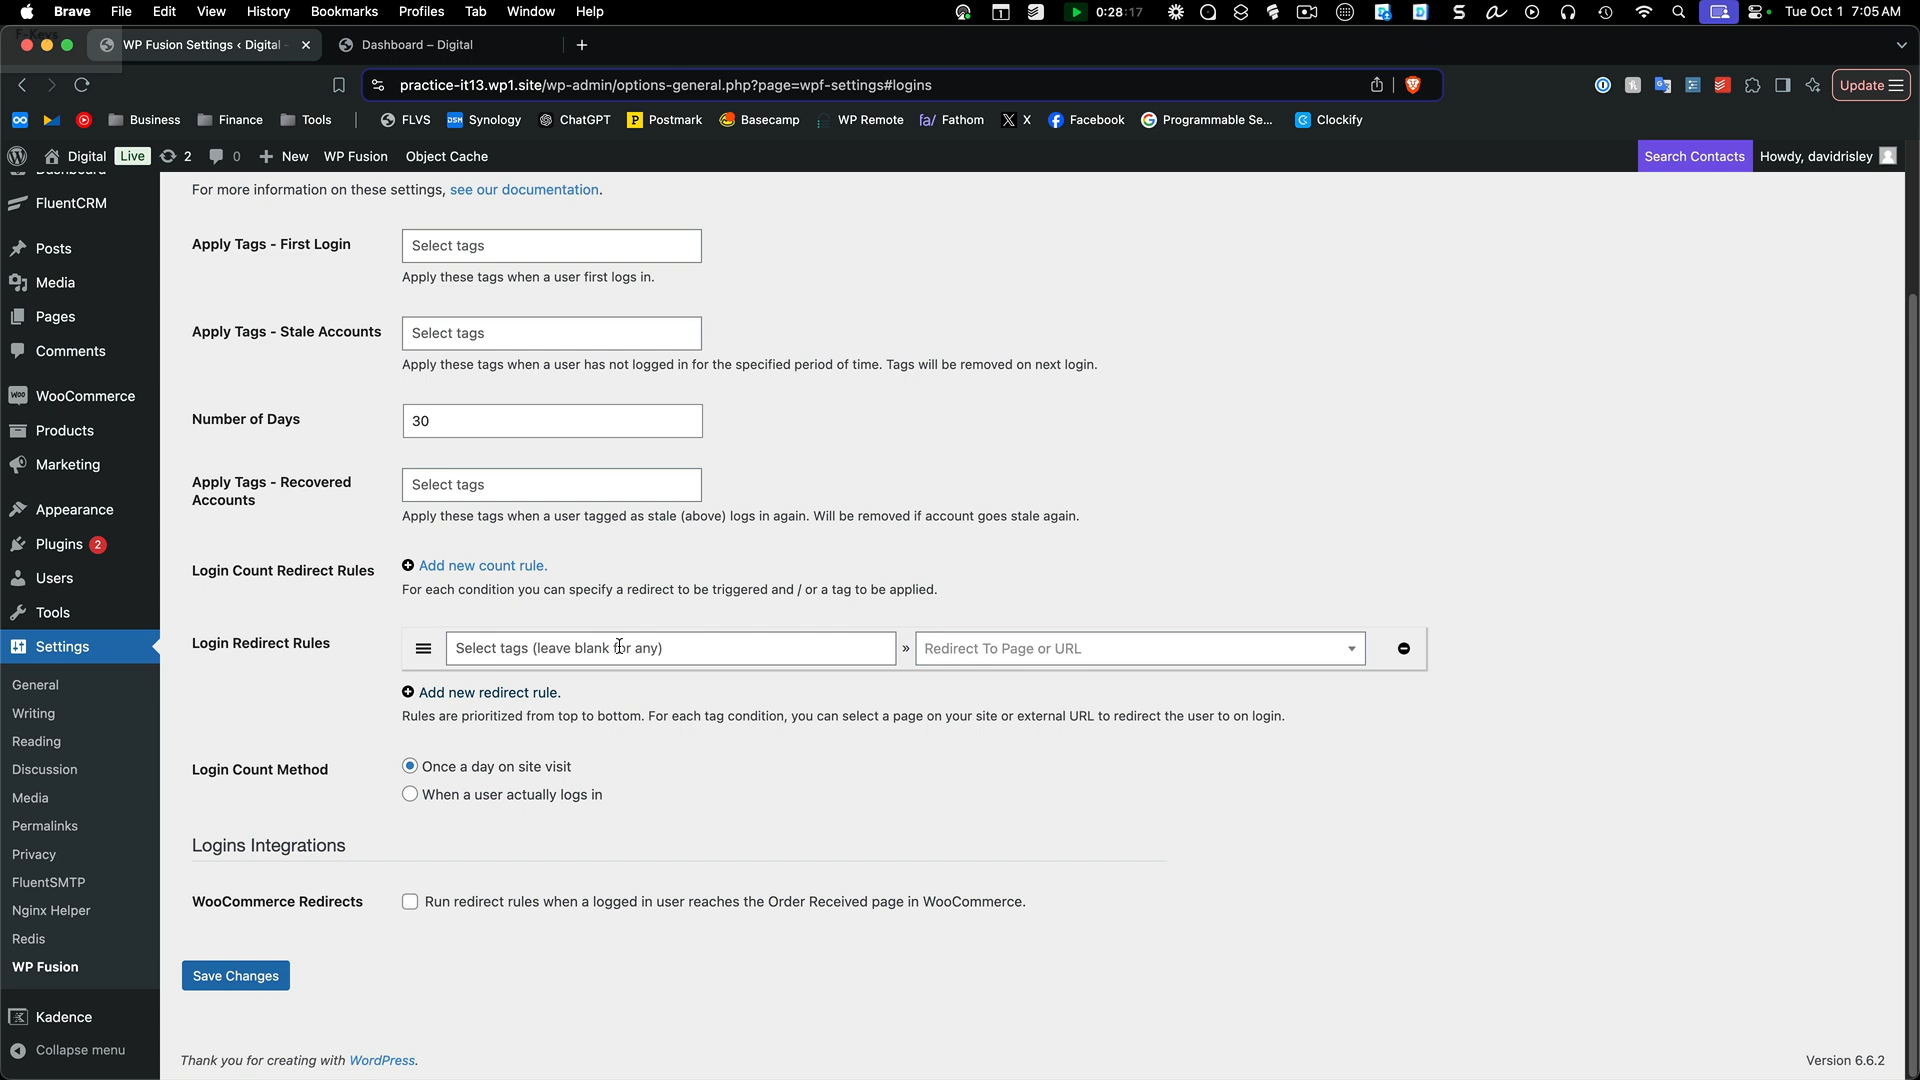 Brave File Edit View History Bookmarks Profiles Tab Window Help 0:28:17 Tue Oct 1 7:05 AM
F-Keys
WP Fusion Settings ‹ Digital - Dashboard – Digital
practice-it13.wp1.site/wp-admin/options-general.php?page=wpf-settings#logins Update
Business Finance Tools FLVS DSM Synology ChatGPT Postmark Basecamp WP Remote fa/ Fathom X Facebook Programmable Se... Clockify
Digital Live 2 0 New WP Fusion Object Cache Search Contacts Howdy, davidrisley
Dashboard
FluentCRM
Posts
Media
Pages
Comments
WooCommerce
Products
Marketing
Appearance
Plugins 2
Users
Tools
Settings
General
Writing
Reading
Discussion
Media
Permalinks
Privacy
FluentSMTP
Nginx Helper
Redis
WP Fusion
Kadence
Collapse menu
For more information on these settings, see our documentation.
Apply Tags - First Login
Select tags
Apply these tags when a user first logs in.
Apply Tags - Stale Accounts
Select tags
Apply these tags when a user has not logged in for the specified period of time. Tags will be removed on next login.
Number of Days
30
Apply Tags - Recovered
Accounts
Select tags
Apply these tags when a user tagged as stale (above) logs in again. Will be removed if account goes stale again.
Login Count Redirect Rules
Add new count rule.
For each condition you can specify a redirect to be triggered and / or a tag to be applied.
Login Redirect Rules
Select tags (leave blank for any) » Redirect To Page or URL
Add new redirect rule.
Rules are prioritized from top to bottom. For each tag condition, you can select a page on your site or external URL to redirect the user to on login.
Login Count Method
Once a day on site visit
When a user actually logs in
Logins Integrations
WooCommerce Redirects
Run redirect rules when a logged in user reaches the Order Received page in WooCommerce.
Save Changes
Thank you for creating with WordPress.
Version 6.6.2